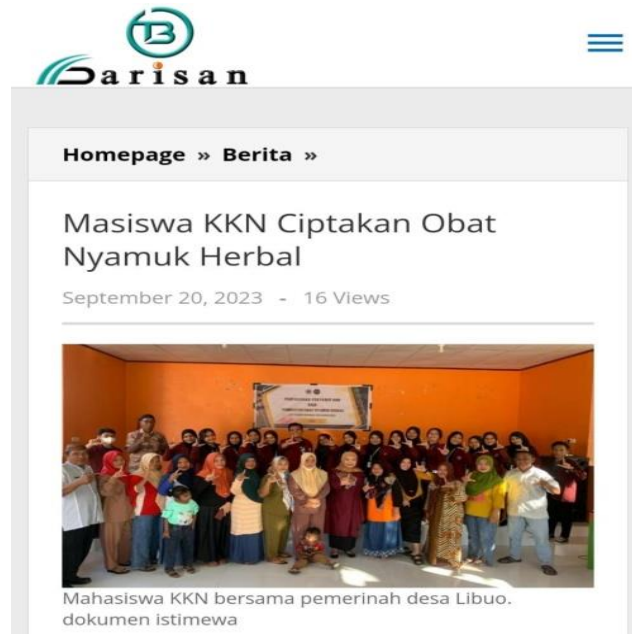 Barisan
Homepage » Berita »
Masiswa KKN Ciptakan Obat
Nyamuk Herbal
September 20, 2023 - 16 Views
Mahasiswa KKN bersama pemerinah desa Libuo.
dokumen istimewa